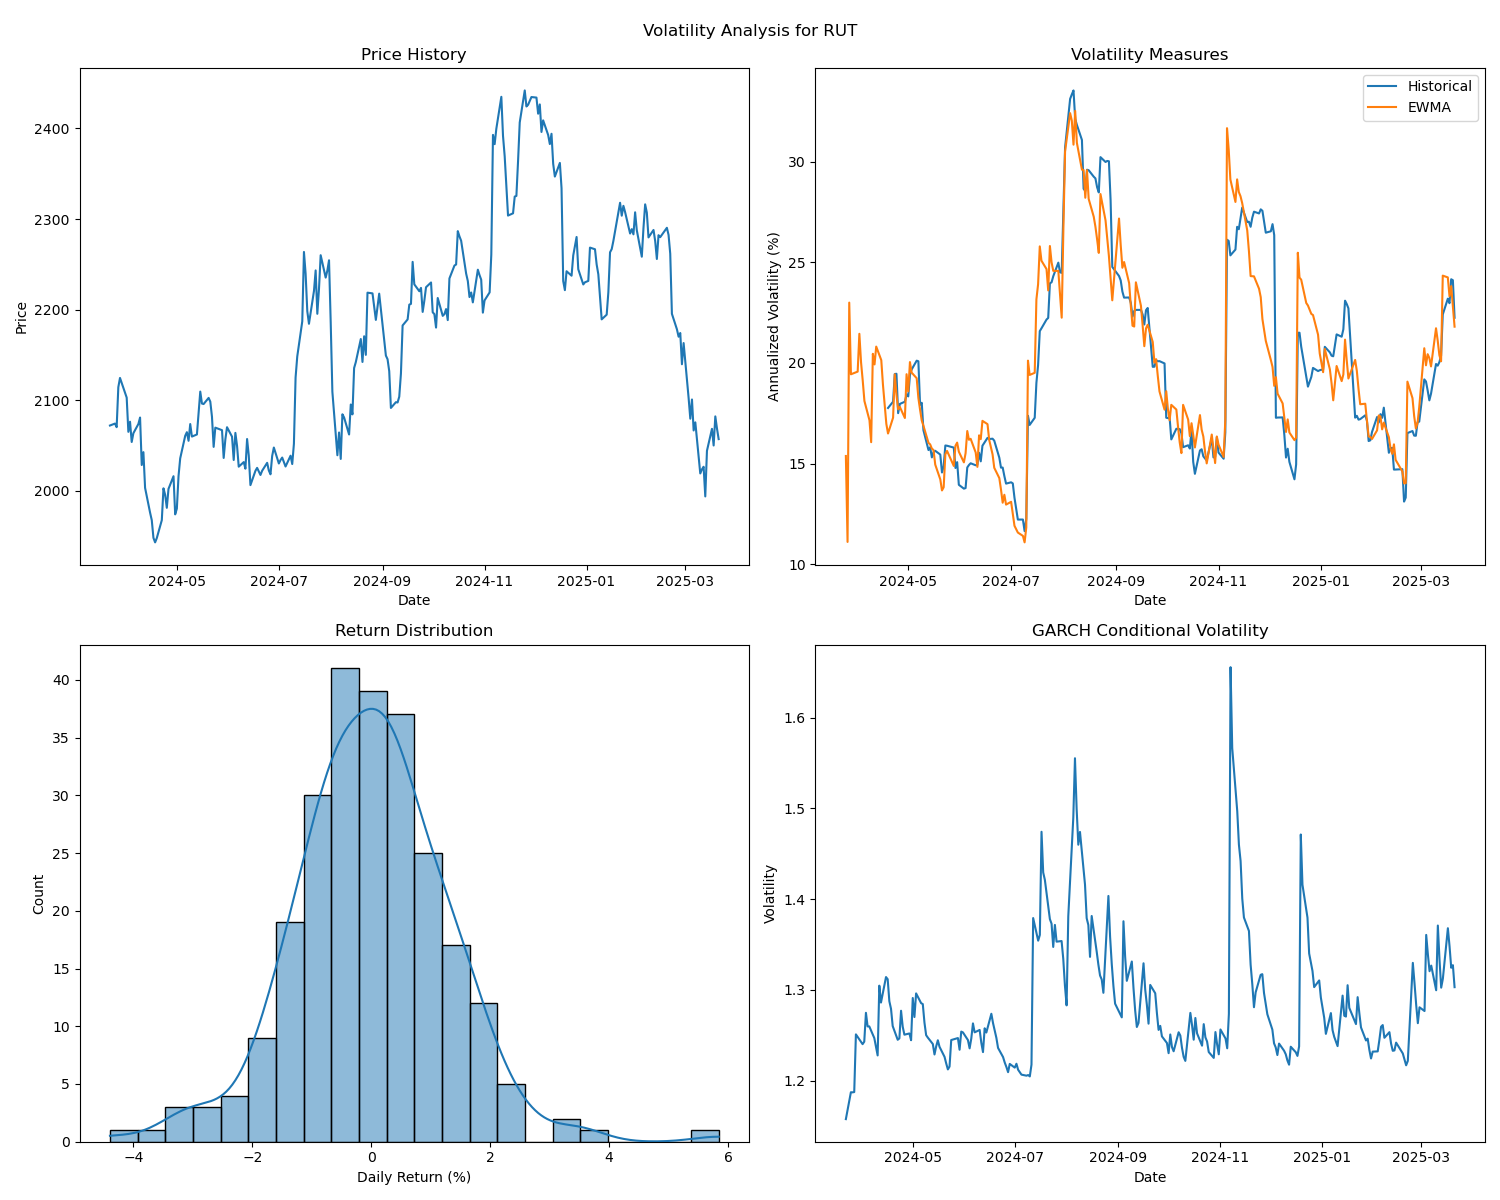 Volatility Analysis for RUT
Price History
Price
2400
2300
2200
2100
2000
2024-05 2024-07 2024-09 2024-11 2025-01 2025-03
Date
Volatility Measures
Historical
EWMA
Annualized Volatility (%)
30
25
20
15
10
2024-05 2024-07 2024-09 2024-11 2025-01 2025-03
Date
Return Distribution
Count
40
35
30
25
20
15
10
5
0
−4 −2 0 2 4 6
Daily Return (%)
GARCH Conditional Volatility
Volatility
1.6
1.5
1.4
1.3
1.2
2024-05 2024-07 2024-09 2024-11 2025-01 2025-03
Date